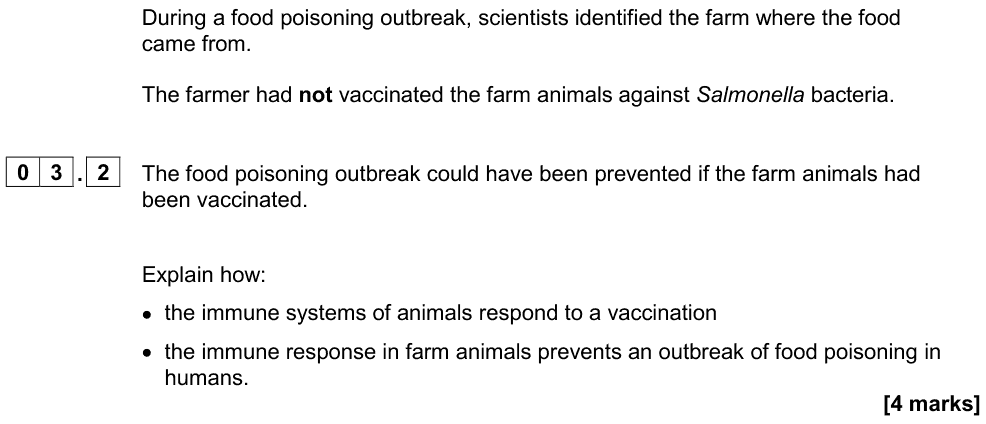 During a food poisoning outbreak, scientists identified the farm where the food
came from.
The farmer had not vaccinated the farm animals against Salmonella bacteria.
0 3 . 2 The food poisoning outbreak could have been prevented if the farm animals had
been vaccinated.
Explain how:
• the immune systems of animals respond to a vaccination
• the immune response in farm animals prevents an outbreak of food poisoning in
humans.
[4 marks]